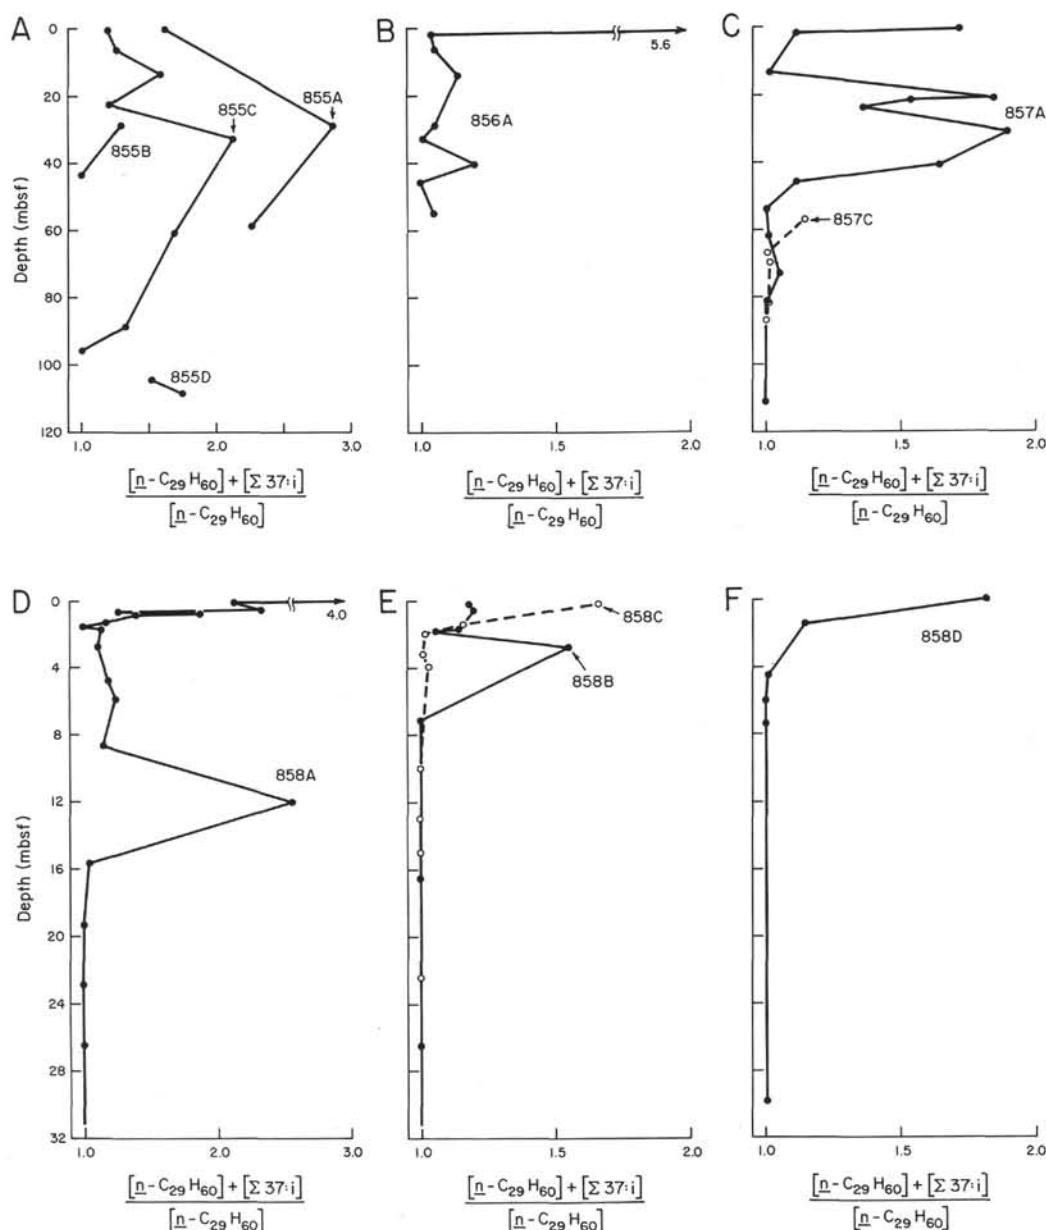 A
B
C
0
20
40
60
80
100
120
Depth (mbsf)
855C
855A
855B
855D
5.6
856A
857A
857C
1.0 2.0 3.0
1.0 1.5 2.0
1.0 1.5 2.0
[n-C29H60] + [Σ 37:i]
[n-C29H60]
[n-C29H60] + [Σ 37:i]
[n-C29H60]
[n-C29H60] + [Σ 37:i]
[n-C29H60]
D
E
F
0
4
8
12
16
20
24
28
32
Depth (mbsf)
4.0
858A
858C
858B
858D
1.0 2.0 3.0
1.0 1.5 2.0
1.0 1.5 2.0
[n-C29H60] + [Σ 37:i]
[n-C29H60]
[n-C29H60] + [Σ 37:i]
[n-C29H60]
[n-C29H60] + [Σ 37:i]
[n-C29H60]